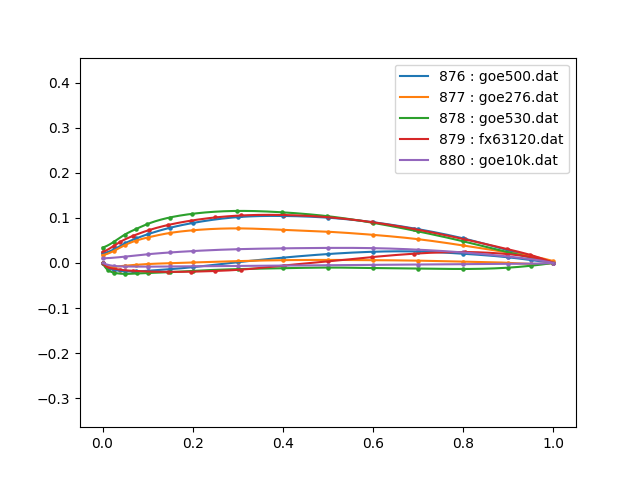 876 : goe500.dat
877 : goe276.dat
878 : goe530.dat
879 : fx63120.dat
880 : goe10k.dat
0.4
0.3
0.2
0.1
0.0
−0.1
−0.2
−0.3
0.0 0.2 0.4 0.6 0.8 1.0